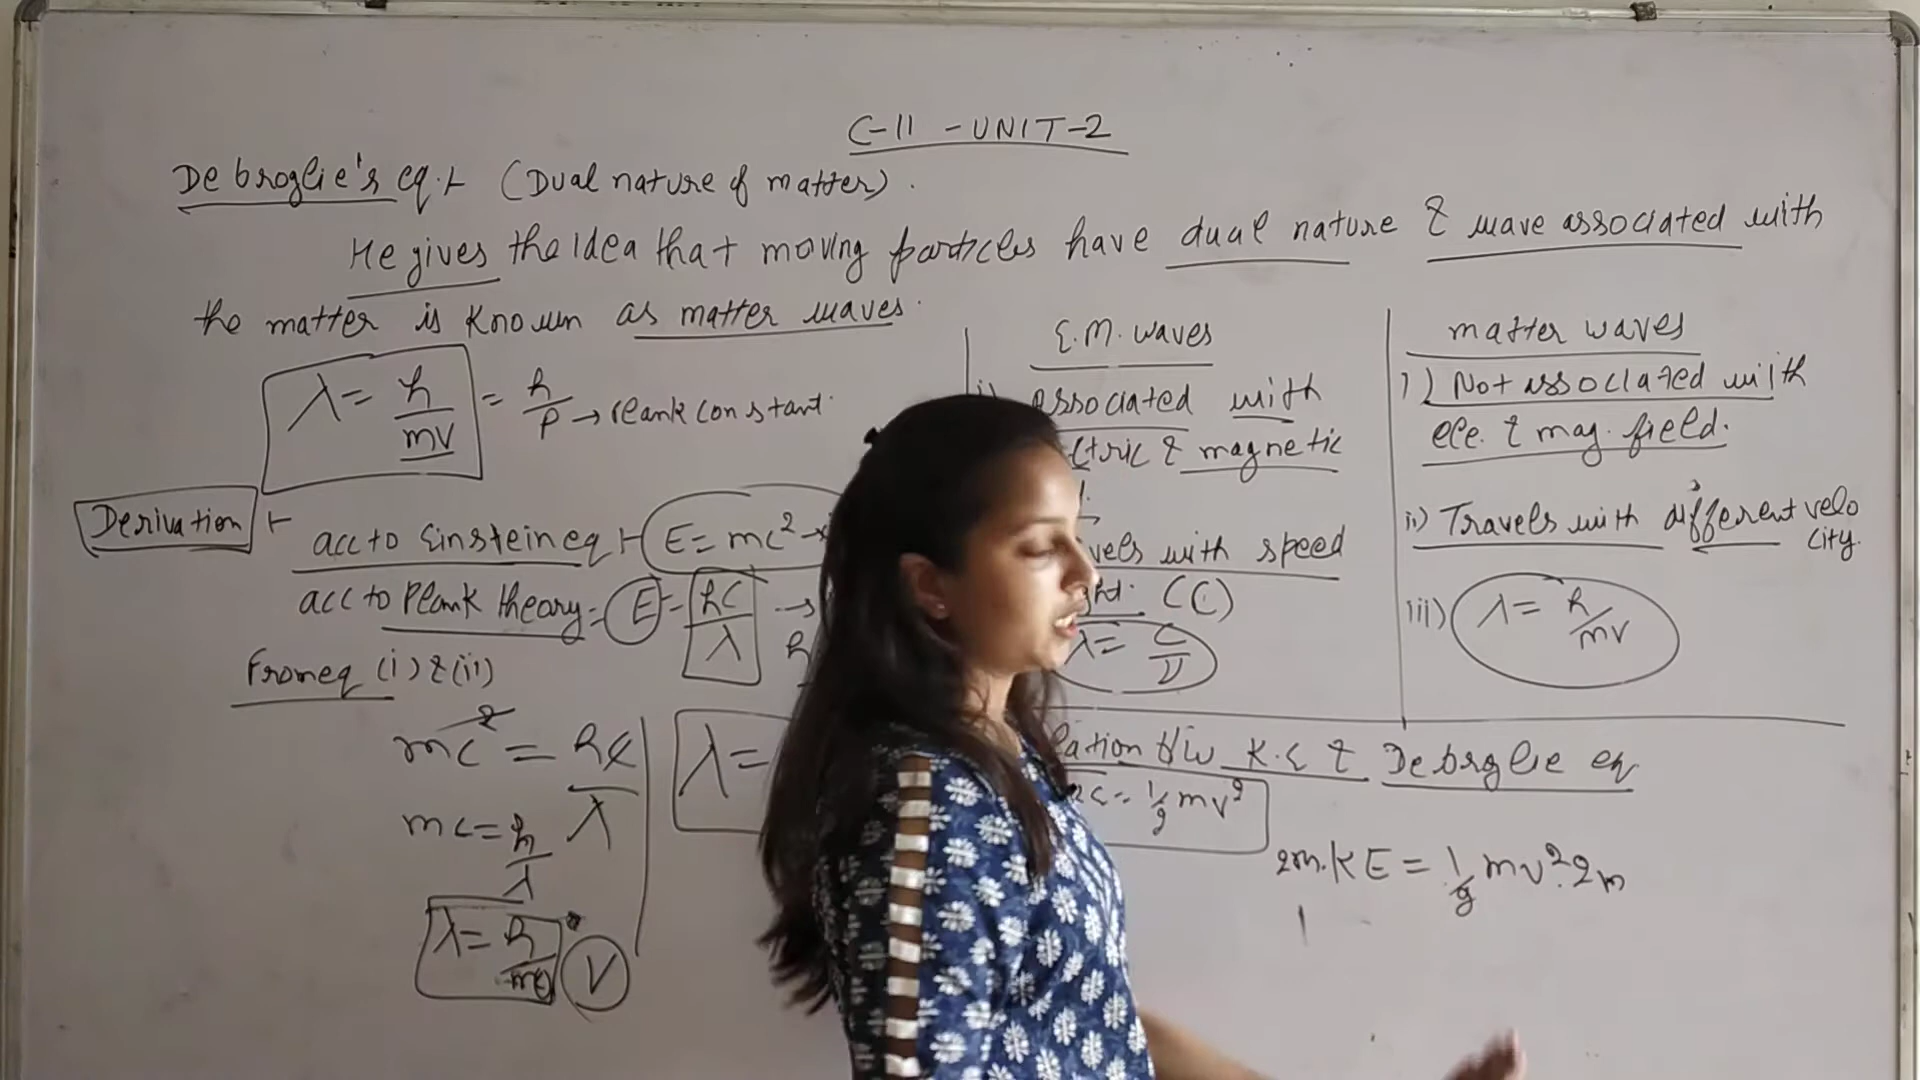 C-11 - UNIT-2
De broglie's eq. (Dual nature of matter).
He gives the idea that moving particles have dual nature & wave associated with
the matter is known as matter waves.
λ = h/mv = h/p → Plank constant.
Derivation
acc to Einstein eq E = mc²
acc to Plank theory = E = hc/λ →
From eq (i) & (ii)
mc² = hc/λ
mc = h/λ
λ = h/mc V
λ =
E.M. waves
associated with
& magnetic
with speed
(C)
λ = c/ν
matter waves
i) Not associated with
ele. & mag. field.
ii) Travels with different velo
city.
iii) λ = h/mv
b/w K.E & De broglie eq
= 1/2 mv²
2m.KE = 1/2 mv².2m